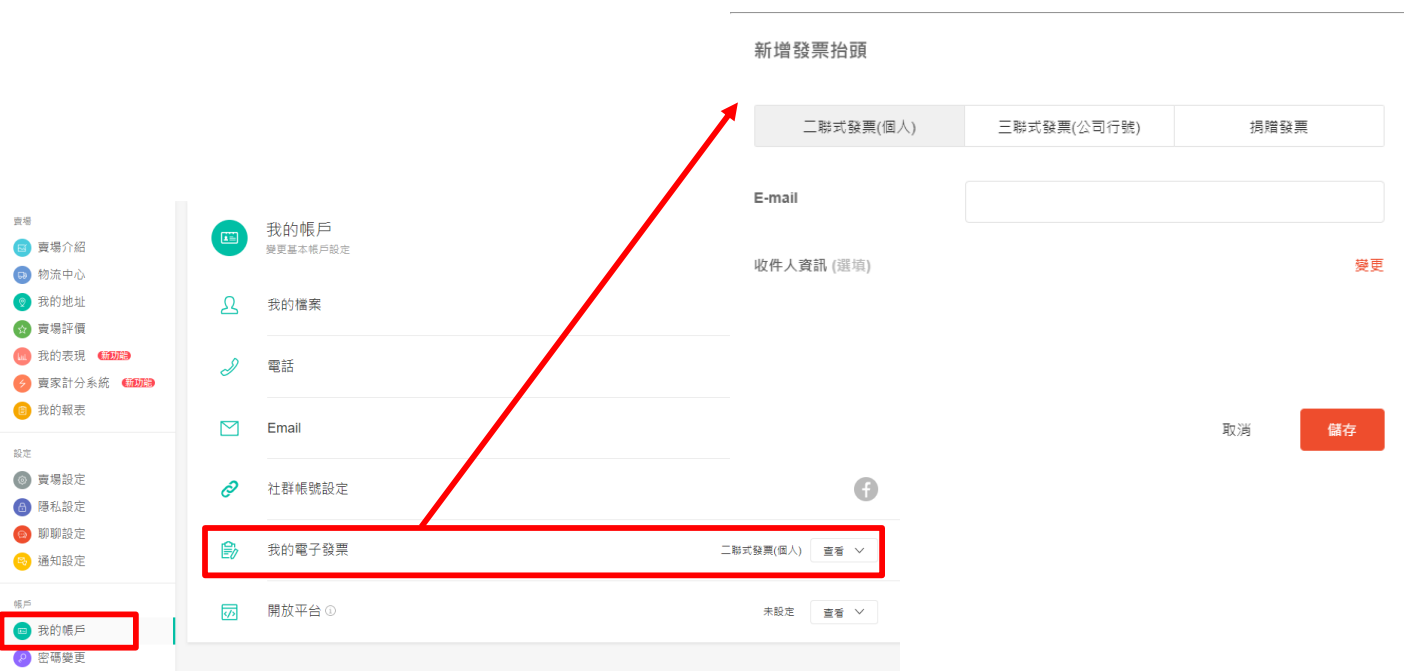 新增發票抬頭
二聯式發票(個人)
三聯式發票(公司行號)
捐贈發票
E-mail
收件人資訊 (選填)
變更
取消
儲存
賣場
賣場介紹
物流中心
我的地址
賣場評價
我的表現 新功能
賣家計分系統 新功能
我的報表
設定
賣場設定
隱私設定
聊聊設定
通知設定
帳戶
我的帳戶
密碼變更
我的帳戶
變更基本帳戶設定
我的檔案
電話
Email
社群帳號設定
我的電子發票
二聯式發票(個人)
查看
開放平台
未設定
查看